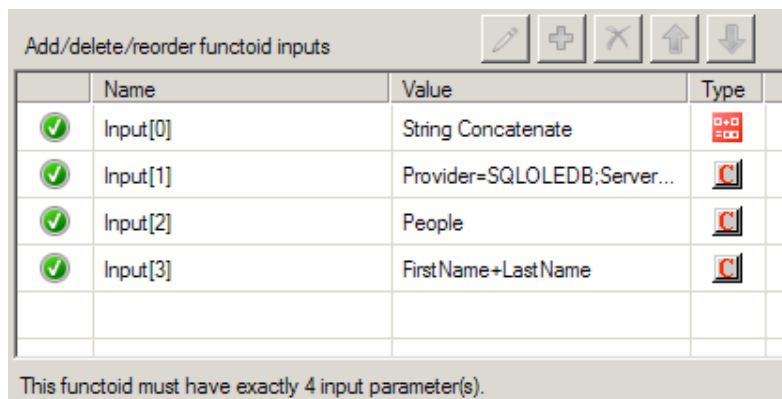 Add/delete/reorder functoid inputs
Name Value Type
Input[0] String Concatenate
Input[1] Provider=SQLOLEDB;Server... C
Input[2] People C
Input[3] FirstName+LastName C
This functoid must have exactly 4 input parameter(s).